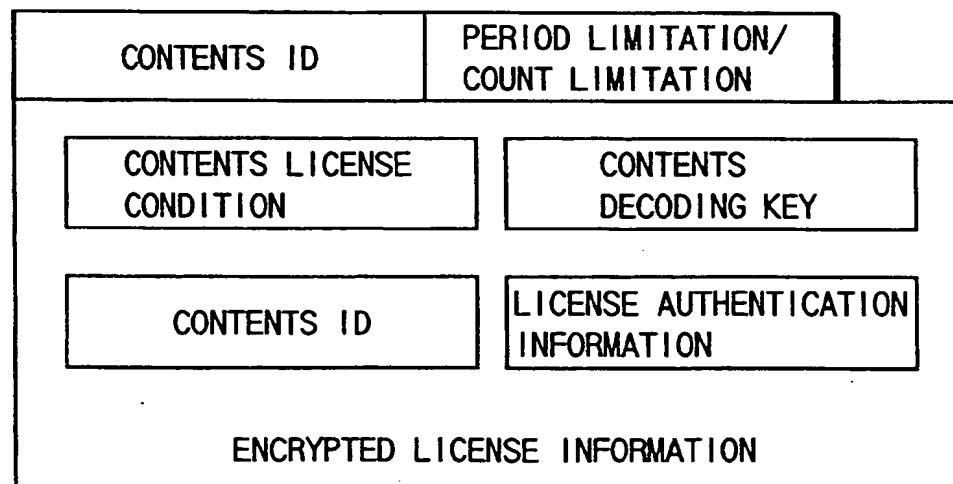 CONTENTS ID
PERIOD LIMITATION/
COUNT LIMITATION
CONTENTS LICENSE
CONDITION
CONTENTS
DECODING KEY
CONTENTS ID
LICENSE AUTHENTICATION
INFORMATION
ENCRYPTED LICENSE INFORMATION